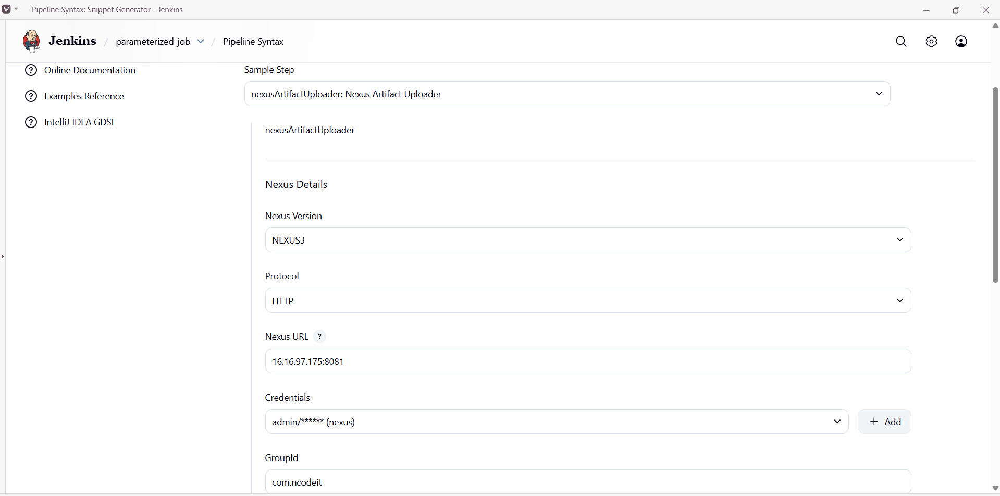 Pipeline Syntax: Snippet Generator - Jenkins
Jenkins / parameterized-job / Pipeline Syntax
Online Documentation
Examples Reference
IntelliJ IDEA GDSL
Sample Step
nexusArtifactUploader: Nexus Artifact Uploader
nexusArtifactUploader
Nexus Details
Nexus Version
NEXUS3
Protocol
HTTP
Nexus URL ?
16.16.97.175:8081
Credentials
admin/****** (nexus)
+ Add
GroupId
com.ncodeit